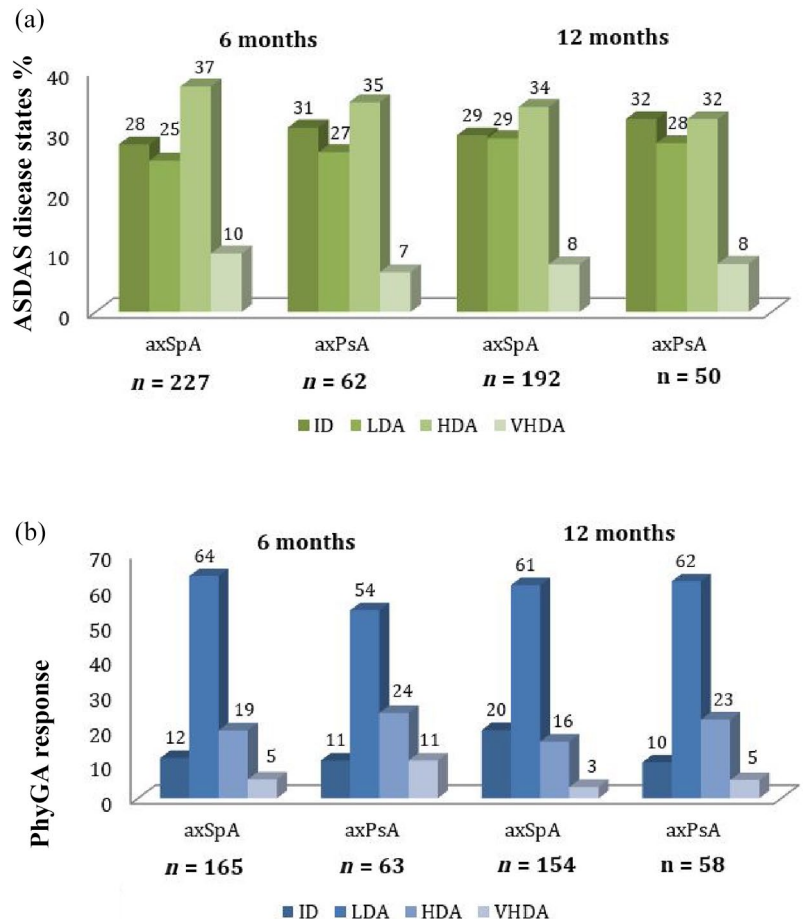 (a)
6 months 12 months
ASDAS disease states %
40
30
20
10
0
28 25 37 10
31 27 35 7
29 29 34 8
32 28 32 8
axSpA axPsA axSpA axPsA
n = 227 n = 62 n = 192 n = 50
ID LDA HDA VHDA
(b)
6 months 12 months
PhyGA response
70
60
50
40
30
20
10
0
12 64 19 5
11 54 24 11
20 61 16 3
10 62 23 5
axSpA axPsA axSpA axPsA
n = 165 n = 63 n = 154 n = 58
ID LDA HDA VHDA